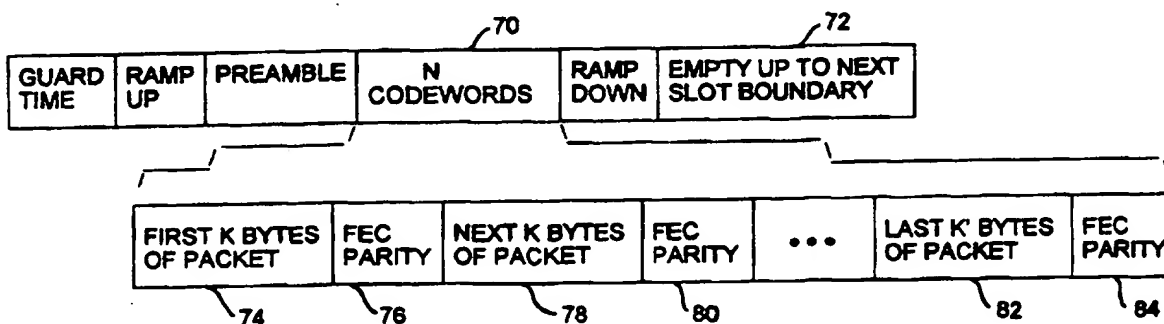 70
72
GUARD TIME
RAMP UP
PREAMBLE
N CODEWORDS
RAMP DOWN
EMPTY UP TO NEXT SLOT BOUNDARY
FIRST K BYTES OF PACKET
FEC PARITY
NEXT K BYTES OF PACKET
FEC PARITY
•••
LAST K' BYTES OF PACKET
FEC PARITY
74
76
78
80
82
84